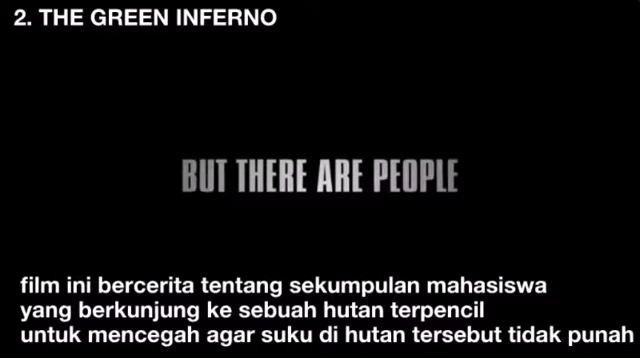 2. THE GREEN INFERNO
BUT THERE ARE PEOPLE
film ini bercerita tentang sekumpulan mahasiswa
yang berkunjung ke sebuah hutan terpencil
untuk mencegah agar suku di hutan tersebut tidak punah